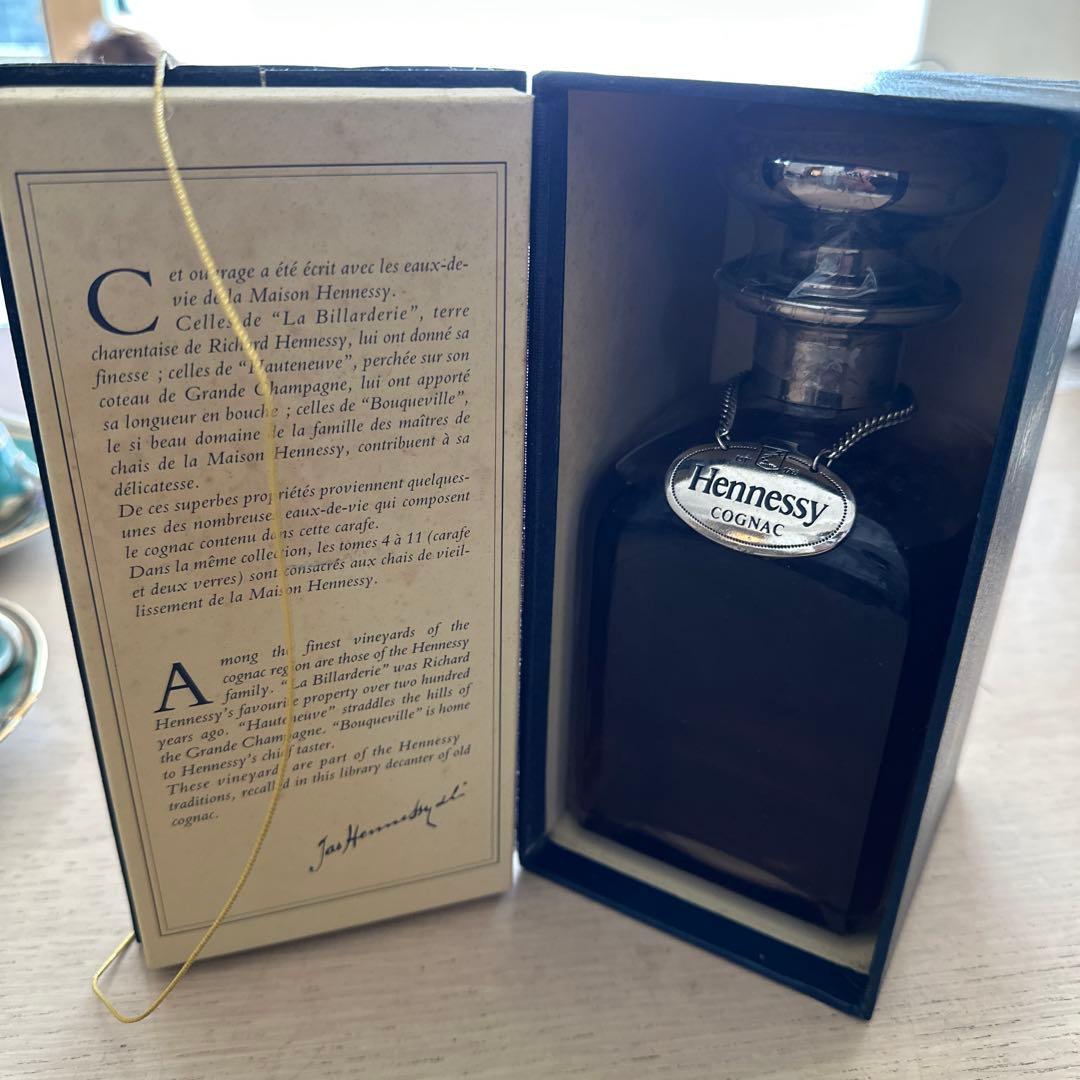 Cet ouvrage a été écrit avec les eaux-de-
vie de la Maison Hennessy.
Celles de "La Billarderie", terre
charentaise de Richard Hennessy, lui ont donné sa
finesse ; celles de "Hauteneuve", perchée sur son
coteau de Grande Champagne, lui ont apporté
sa longueur en bouche ; celles de "Bouqueville",
le si beau domaine de la famille des maîtres de
chais de la Maison Hennessy, contribuent à sa
délicatesse.
De ces superbes propriétés proviennent quelques-
unes des nombreuses eaux-de-vie qui composent
le cognac contenu dans cette carafe.
Dans la même collection, les tomes 4 à 11 (carafe
et deux verres) sont consacrés aux chais de vieil-
lissement de la Maison Hennessy.
Among the finest vineyards of the
cognac region are those of the Hennessy
family. "La Billarderie" was Richard
Hennessy's favourite property over two hundred
years ago. "Hauteneuve" straddles the hills of
the Grande Champagne. "Bouqueville" is home
to Hennessy's chief taster.
These vineyards are part of the Hennessy
traditions, recalled in this library decanter of old
cognac.
Jas Hennessy
Hennessy
COGNAC